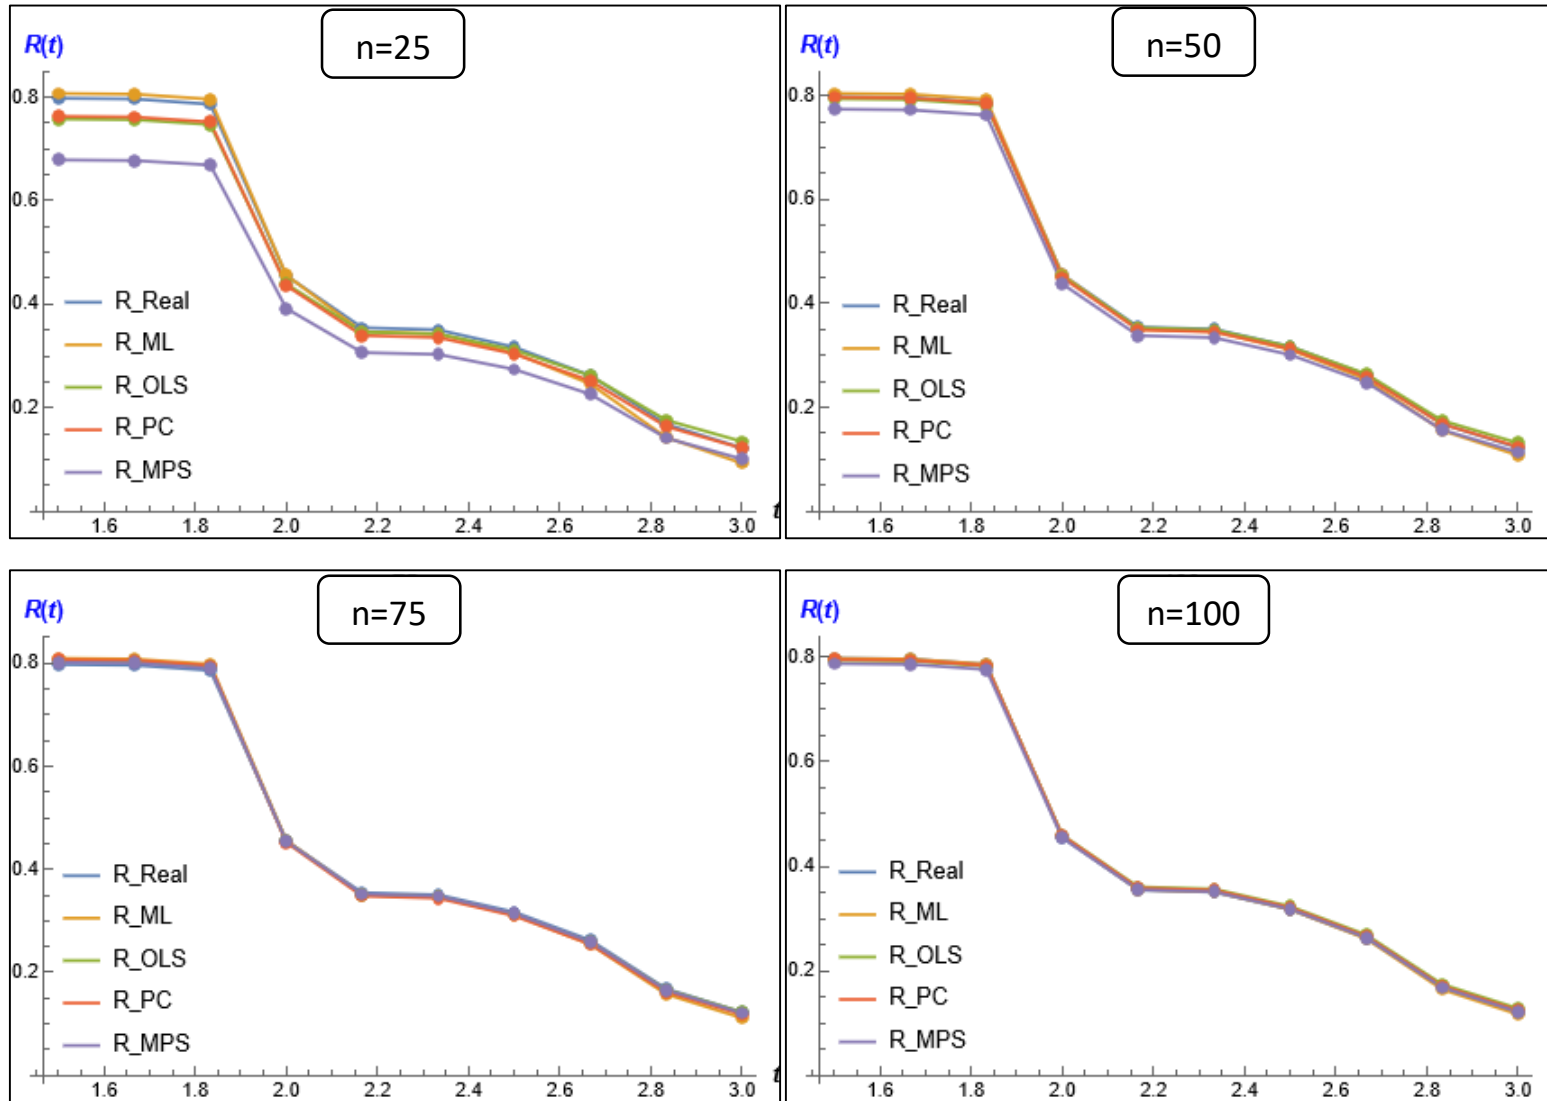 n=25
R(t)
0.8
0.6
0.4
0.2
R_Real
R_ML
R_OLS
R_PC
R_MPS
1.6 1.8 2.0 2.2 2.4 2.6 2.8 3.0 t
n=50
R(t)
0.8
0.6
0.4
0.2
R_Real
R_ML
R_OLS
R_PC
R_MPS
1.6 1.8 2.0 2.2 2.4 2.6 2.8 3.0
n=75
R(t)
0.8
0.6
0.4
0.2
R_Real
R_ML
R_OLS
R_PC
R_MPS
1.6 1.8 2.0 2.2 2.4 2.6 2.8 3.0 t
n=100
R(t)
0.8
0.6
0.4
0.2
R_Real
R_ML
R_OLS
R_PC
R_MPS
1.6 1.8 2.0 2.2 2.4 2.6 2.8 3.0